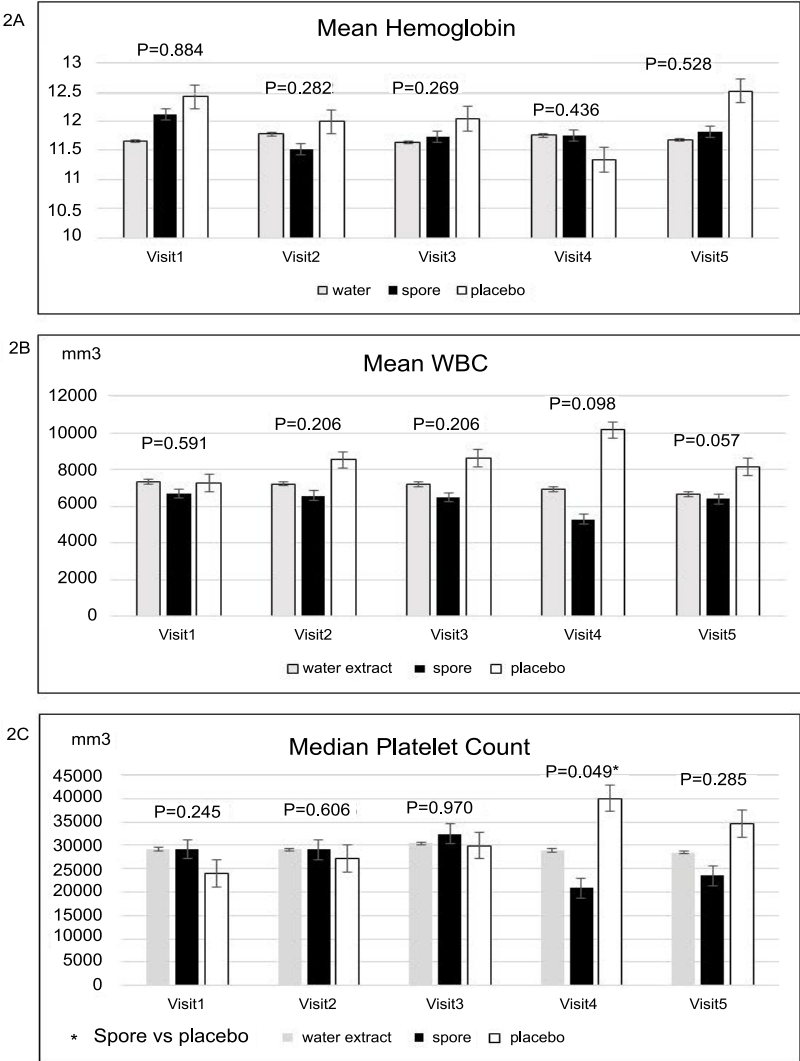 2A
Mean Hemoglobin
P=0.884
P=0.282
P=0.269
P=0.436
P=0.528
13
12.5
12
11.5
11
10.5
10
Visit1 Visit2 Visit3 Visit4 Visit5
water spore placebo
2B
mm3
Mean WBC
P=0.591
P=0.206
P=0.206
P=0.098
P=0.057
12000
10000
8000
6000
4000
2000
0
Visit1 Visit2 Visit3 Visit4 Visit5
water extract spore placebo
2C
mm3
Median Platelet Count
P=0.245
P=0.606
P=0.970
P=0.049*
P=0.285
45000
40000
35000
30000
25000
20000
15000
10000
5000
0
Visit1 Visit2 Visit3 Visit4 Visit5
* Spore vs placebo water extract spore placebo